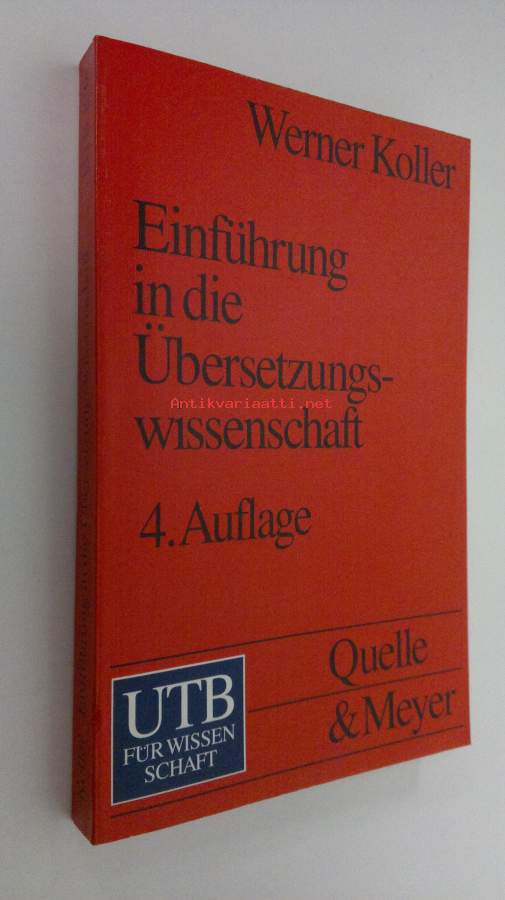 Werner Koller
Einführung
in die
Übersetzungs-
wissenschaft
Antikvariaatti.net
4. Auflage
Quelle
& Meyer
UTB
FÜR WISSEN
SCHAFT